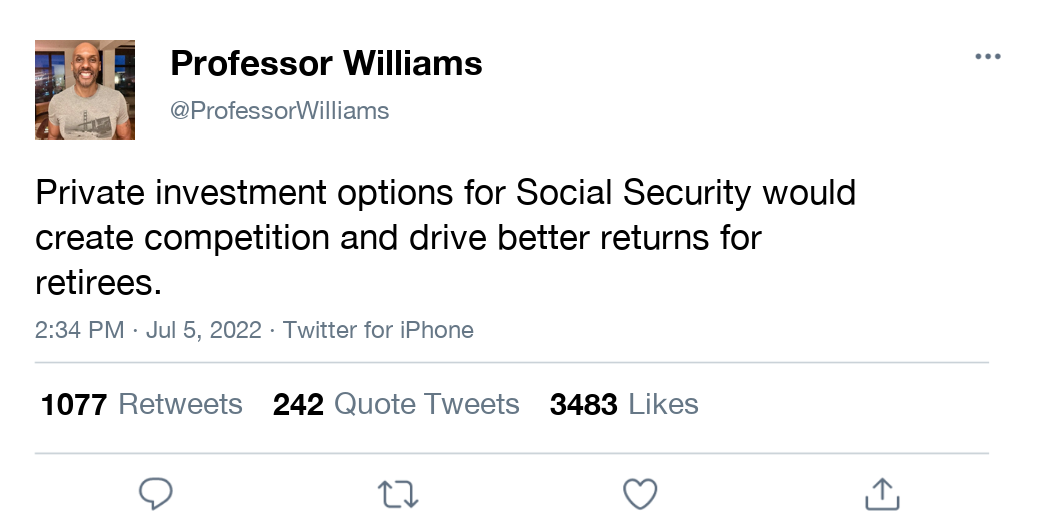 Professor Williams
@ProfessorWilliams
Private investment options for Social Security would
create competition and drive better returns for
retirees.
2:34 PM · Jul 5, 2022 · Twitter for iPhone
1077 Retweets 242 Quote Tweets 3483 Likes